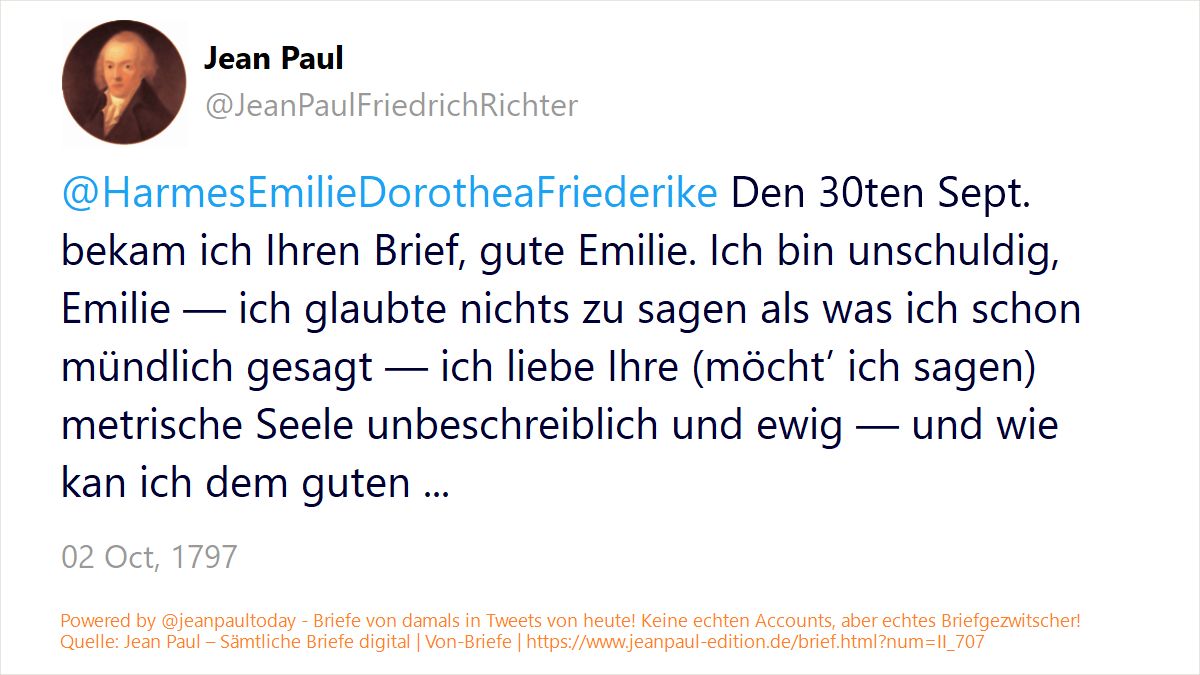 Jean Paul
@JeanPaulFriedrichRichter
@HarmesEmilieDorotheaFriederike Den 30ten Sept.
bekam ich Ihren Brief, gute Emilie. Ich bin unschuldig,
Emilie — ich glaubte nichts zu sagen als was ich schon
mündlich gesagt — ich liebe Ihre (möcht’ ich sagen)
metrische Seele unbeschreiblich und ewig — und wie
kan ich dem guten ...
02 Oct, 1797
Powered by @jeanpaultoday - Briefe von damals in Tweets von heute! Keine echten Accounts, aber echtes Briefgezwitscher!
Quelle: Jean Paul – Sämtliche Briefe digital | Von-Briefe | https://www.jeanpaul-edition.de/brief.html?num=II_707